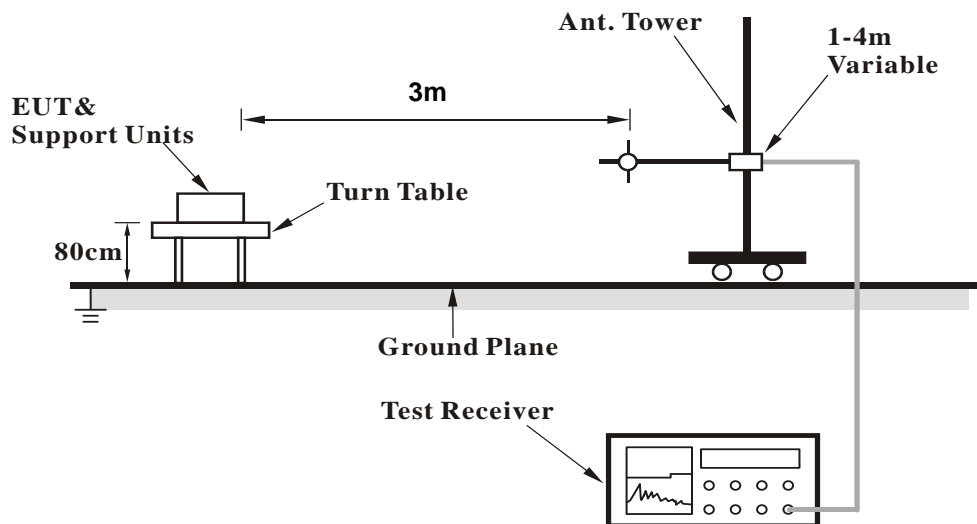 Ant. Tower
1-4m
Variable
3m
EUT&
Support Units
Turn Table
80cm
Ground Plane
Test Receiver